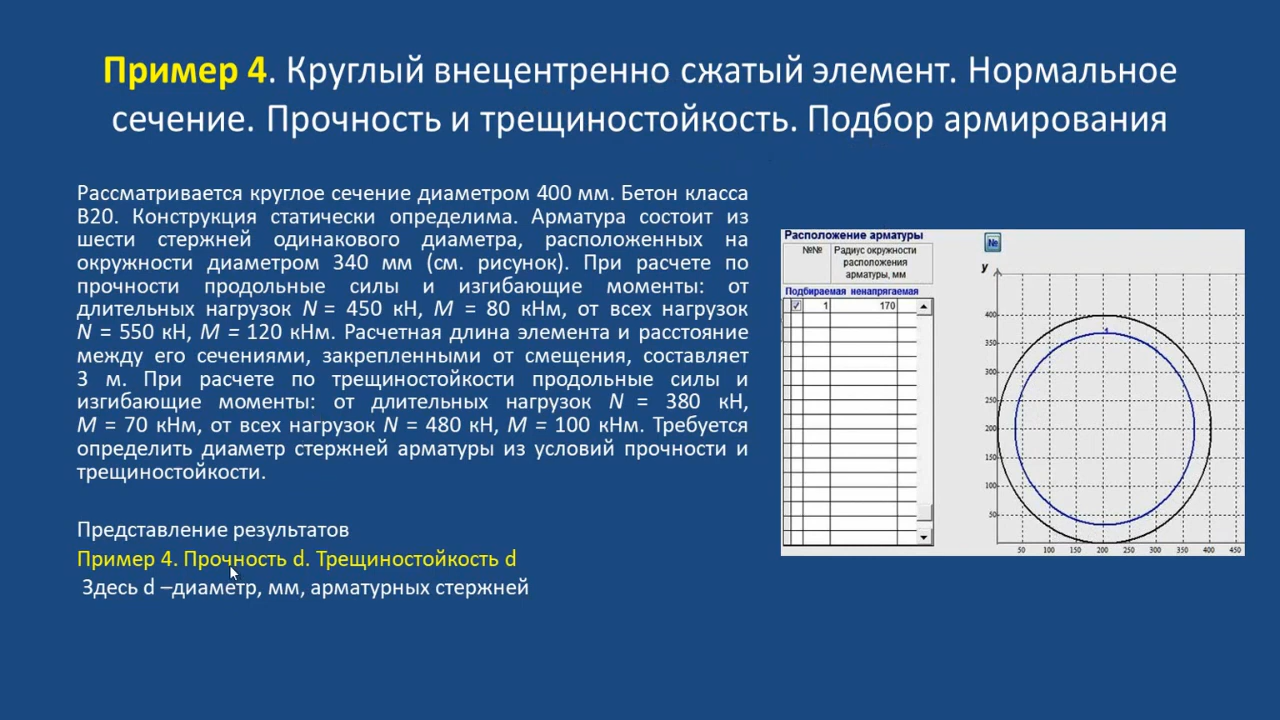 Пример 4. Круглый внецентренно сжатый элемент. Нормальное
сечение. Прочность и трещиностойкость. Подбор армирования
Рассматривается круглое сечение диаметром 400 мм. Бетон класса
В20. Конструкция статически определима. Арматура состоит из
шести стержней одинакового диаметра, расположенных на
окружности диаметром 340 мм (см. рисунок). При расчете по
прочности продольные силы и изгибающие моменты: от
длительных нагрузок N = 450 кН, М = 80 кНм, от всех нагрузок
N = 550 кН, М = 120 кНм. Расчетная длина элемента и расстояние
между его сечениями, закрепленными от смещения, составляет
3 м. При расчете по трещиностойкости продольные силы и
изгибающие моменты: от длительных нагрузок N = 380 кН,
М = 70 кНм, от всех нагрузок N = 480 кН, М = 100 кНм. Требуется
определить диаметр стержней арматуры из условий прочности и
трещиностойкости.
Представление результатов
Пример 4. Прочность d. Трещиностойкость d
Здесь d –диаметр, мм, арматурных стержней
Расположение арматуры
№№ Радиус окружности
расположения
арматуры, мм
Подбираемая ненапрягаемая
1 170
№
y
400
350
300
250
200
150
100
50
1
50 100 150 200 250 300 350 400 450